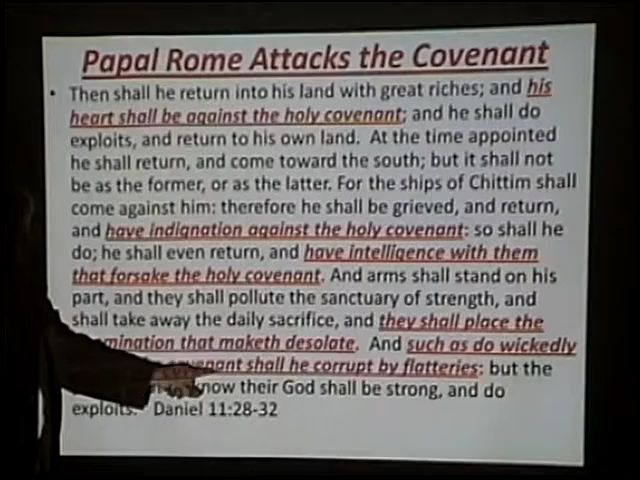 Papal Rome Attacks the Covenant
• Then shall he return into his land with great riches; and his
heart shall be against the holy covenant; and he shall do
exploits, and return to his own land. At the time appointed
he shall return, and come toward the south; but it shall not
be as the former, or as the latter. For the ships of Chittim shall
come against him: therefore he shall be grieved, and return,
and have indignation against the holy covenant: so shall he
do; he shall even return, and have intelligence with them
that forsake the holy covenant. And arms shall stand on his
part, and they shall pollute the sanctuary of strength, and
shall take away the daily sacrifice, and they shall place the
mination that maketh desolate. And such as do wickedly
covenant shall he corrupt by flatteries: but the
know their God shall be strong, and do
exploits. Daniel 11:28-32